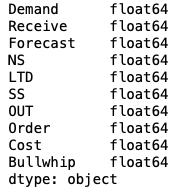 Demand      float64
Receive     float64
Forecast    float64
NS          float64
LTD         float64
SS          float64
OUT         float64
Order       float64
Cost        float64
Bullwhip    float64
dtype: object